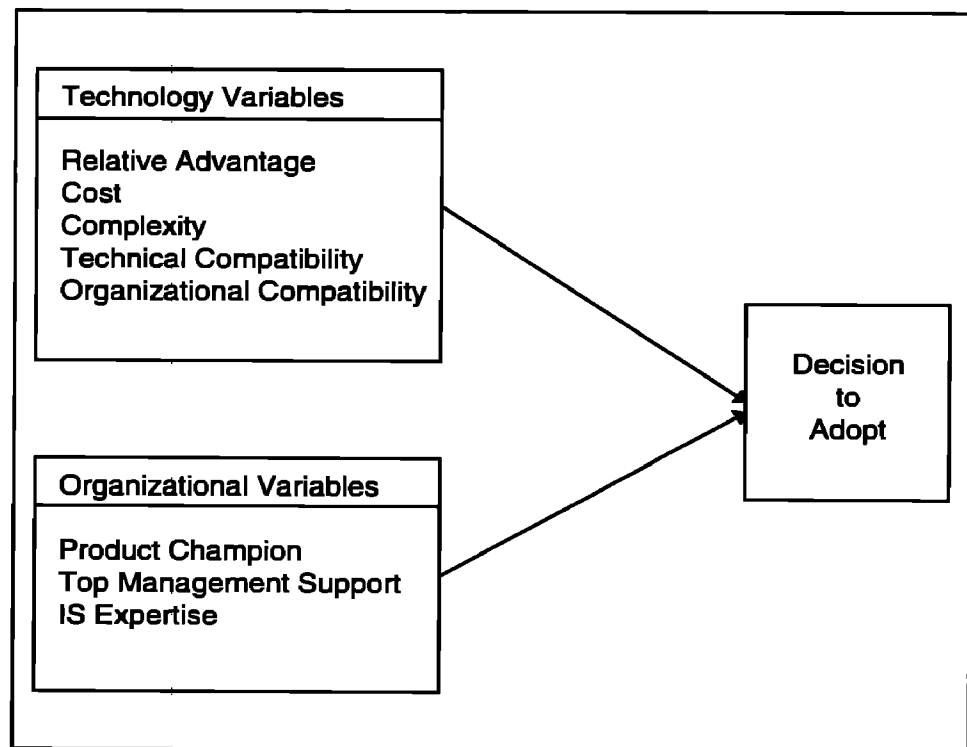 Technology Variables
Relative Advantage
Cost
Complexity
Technical Compatibility
Organizational Compatibility
Decision
to
Adopt
Organizational Variables
Product Champion
Top Management Support
IS Expertise